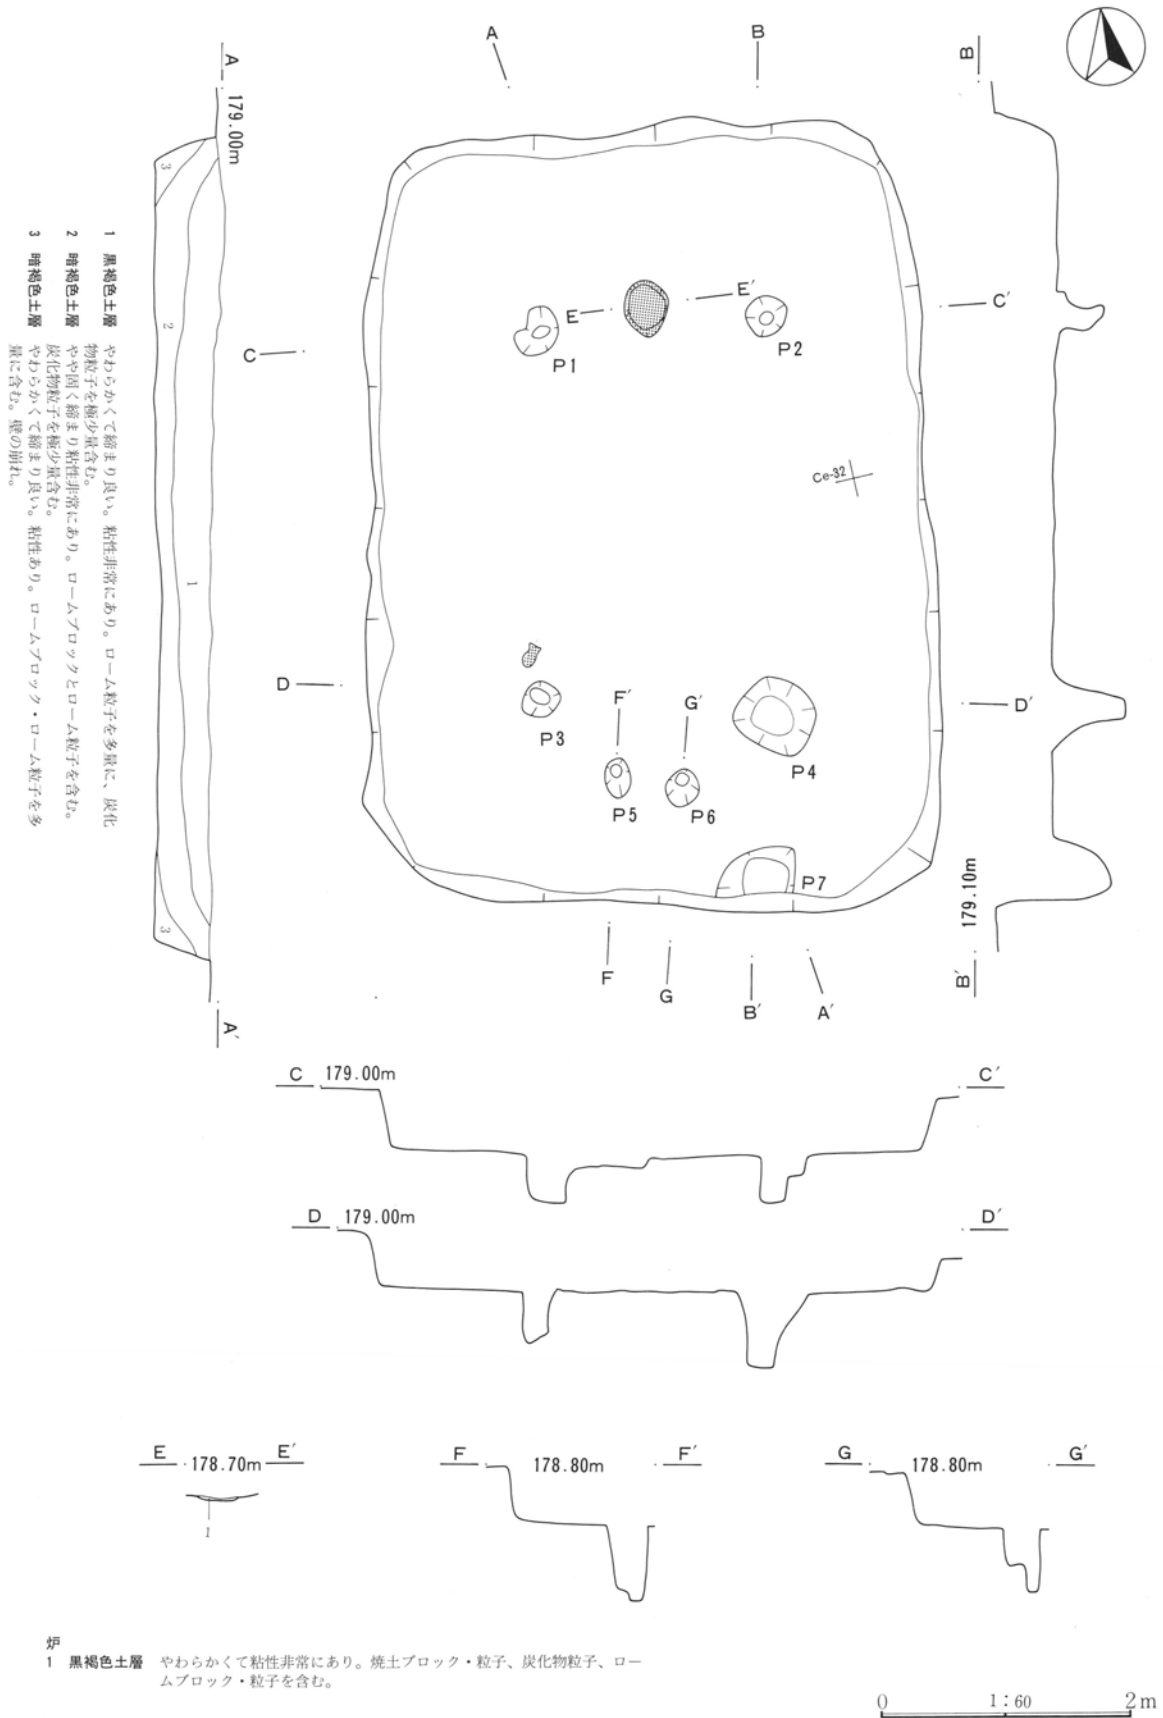 A
B
A
179.00m
B
3
2
1
3
A′
1 黒褐色土層 やわらかくて締まり良い。粘性非常にあり。ローム粒子を多量に、炭化
物粒子を極少量含む。
2 暗褐色土層 やや固く締まり粘性非常にあり。ロームブロックとローム粒子を含む。
炭化物粒子を極少量含む。
3 暗褐色土層 やわらかくて締まり良い。粘性あり。ロームブロック・ローム粒子を多
量に含む。壁の崩れ。
E
E′
P1
P2
C
C′
Ce-32
D
D′
P3
F′
G′
P4
P5
P6
P7
179.10m
B′
F
G
B′
A′
C 179.00m C′
D 179.00m D′
E 178.70m E′
1
F 178.80m F′
G 178.80m G′
炉
1 黒褐色土層 やわらかくて粘性非常にあり。焼土ブロック・粒子、炭化物粒子、ロー
ムブロック・粒子を含む。
0 1:60 2m